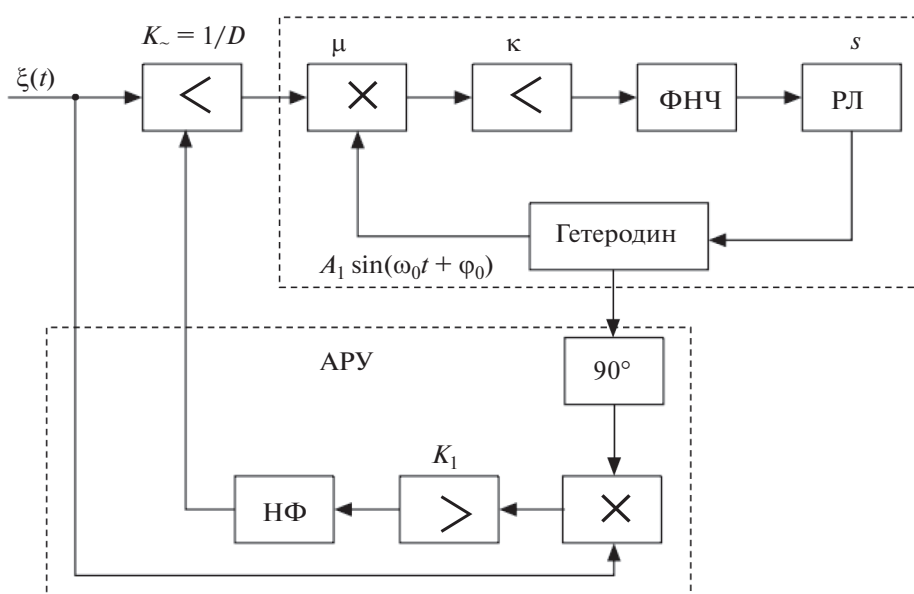 K~ = 1/D
μ
κ
s
ξ(t)
<
×
<
ФНЧ
РЛ
Гетеродин
A₁ sin(ω₀t + φ₀)
АРУ
90°
K₁
НФ
>
×